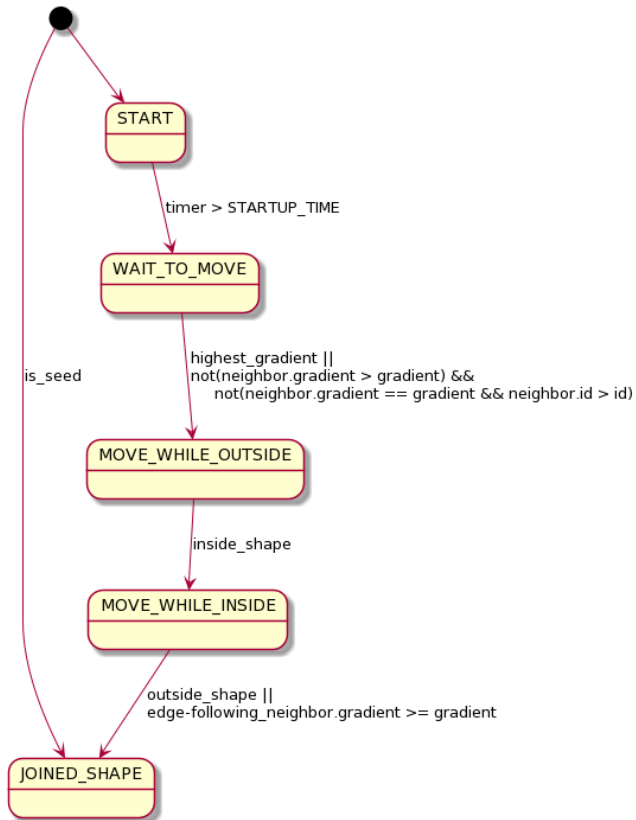 START
timer > STARTUP_TIME
WAIT_TO_MOVE
highest_gradient ||
is_seed
not(neighbor.gradient > gradient) &&
not(neighbor.gradient == gradient && neighbor.id > id)
MOVE_WHILE_OUTSIDE
inside_shape
MOVE_WHILE_INSIDE
outside_shape ||
edge-following_neighbor.gradient >= gradient
JOINED_SHAPE